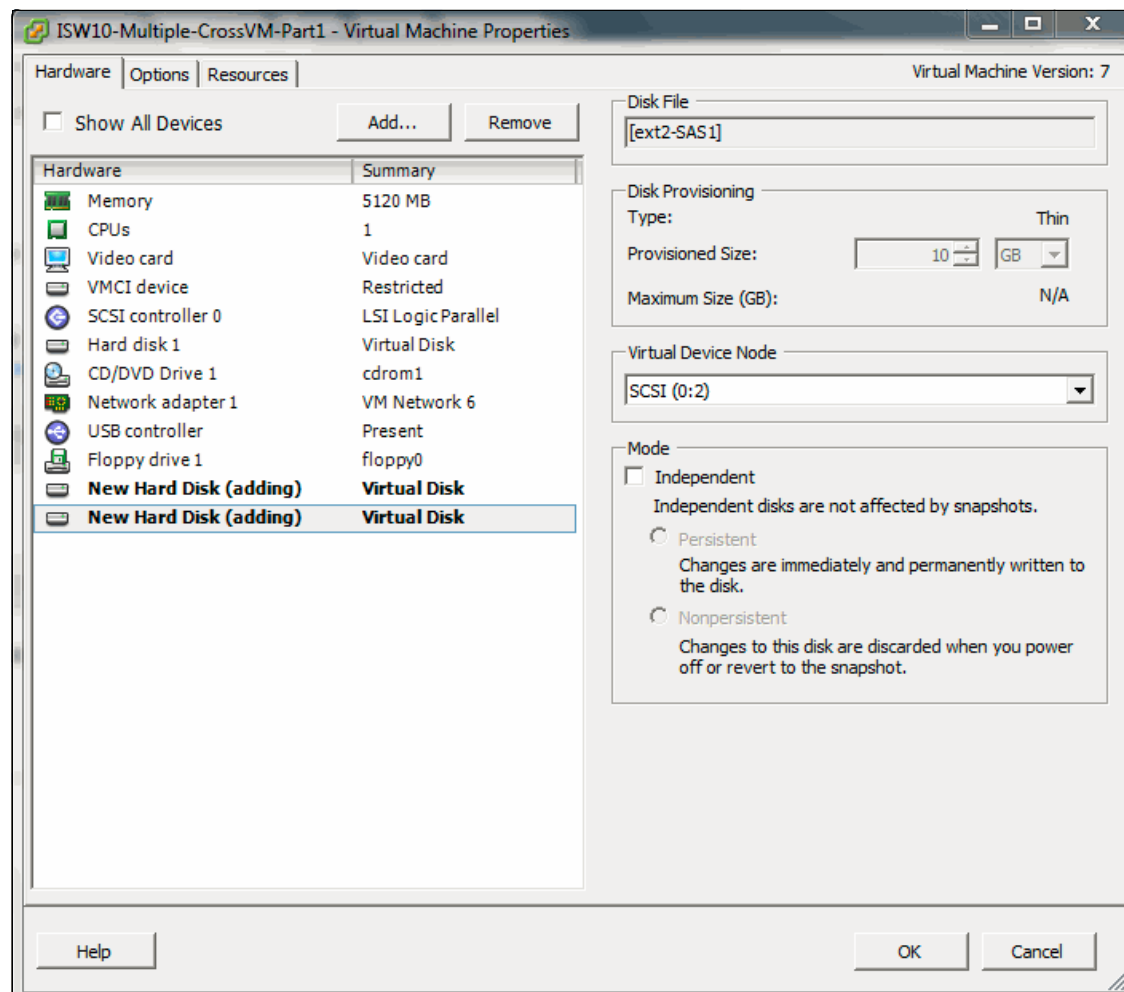 ISW10-Multiple-CrossVM-Part1 - Virtual Machine Properties
Hardware Options Resources Virtual Machine Version: 7
Show All Devices Add... Remove
Hardware Summary
Memory 5120 MB
CPUs 1
Video card Video card
VMCI device Restricted
SCSI controller 0 LSI Logic Parallel
Hard disk 1 Virtual Disk
CD/DVD Drive 1 cdrom1
Network adapter 1 VM Network 6
USB controller Present
Floppy drive 1 floppy0
New Hard Disk (adding) Virtual Disk
New Hard Disk (adding) Virtual Disk
Disk File
[ext2-SAS1]
Disk Provisioning
Type: Thin
Provisioned Size: 10 GB
Maximum Size (GB): N/A
Virtual Device Node
SCSI (0:2)
Mode
Independent
Independent disks are not affected by snapshots.
Persistent
Changes are immediately and permanently written to
the disk.
Nonpersistent
Changes to this disk are discarded when you power
off or revert to the snapshot.
Help OK Cancel